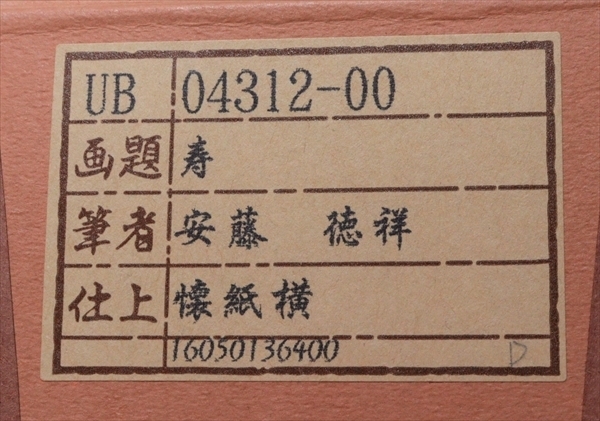 UB 04312-00
画題 寿
筆者 安藤　徳祥
仕上 懐紙横
16050136400 D